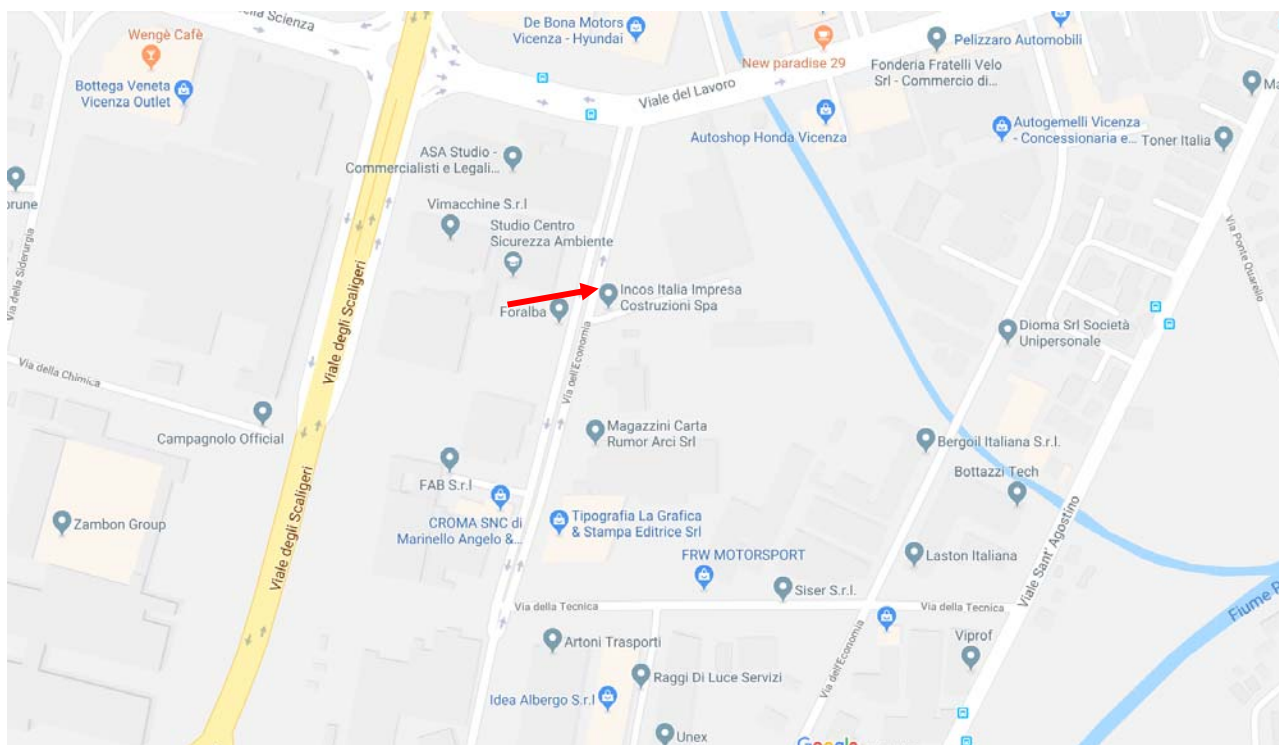 della Scienza
Wengè Cafè
Bottega Veneta
Vicenza Outlet
De Bona Motors
Vicenza - Hyundai
New paradise 29
Pelizzaro Automobili
Fonderia Fratelli Velo
Srl - Commercio di...
Viale del Lavoro
Autoshop Honda Vicenza
Autogemelli Vicenza
- Concessionaria e...
Toner Italia
Ma
ASA Studio -
Commercialisti e Legali...
Vimacchine S.r.l
Studio Centro
Sicurezza Ambiente
Foralba
Incos Italia Impresa
Costruzioni Spa
Via dell'Economia
Viale degli Scaligeri
Via della Siderurgia
Via della Chimica
Via Ponte Quarello
Dioma Srl Società
Unipersonale
Campagnolo Official
Magazzini Carta
Rumor Arci Srl
Bergoil Italiana S.r.l.
Bottazzi Tech
FAB S.r.l
CROMA SNC di
Marinello Angelo &...
Tipografia La Grafica
& Stampa Editrice Srl
Zambon Group
Viale degli Scaligeri
FRW MOTORSPORT
Laston Italiana
Viale Sant' Agostino
Siser S.r.l.
Via della Tecnica
Via della Tecnica
Fiume R
Artoni Trasporti
Viprof
Via dell'Economia
Raggi Di Luce Servizi
Idea Albergo S.r.l
Unex
Google